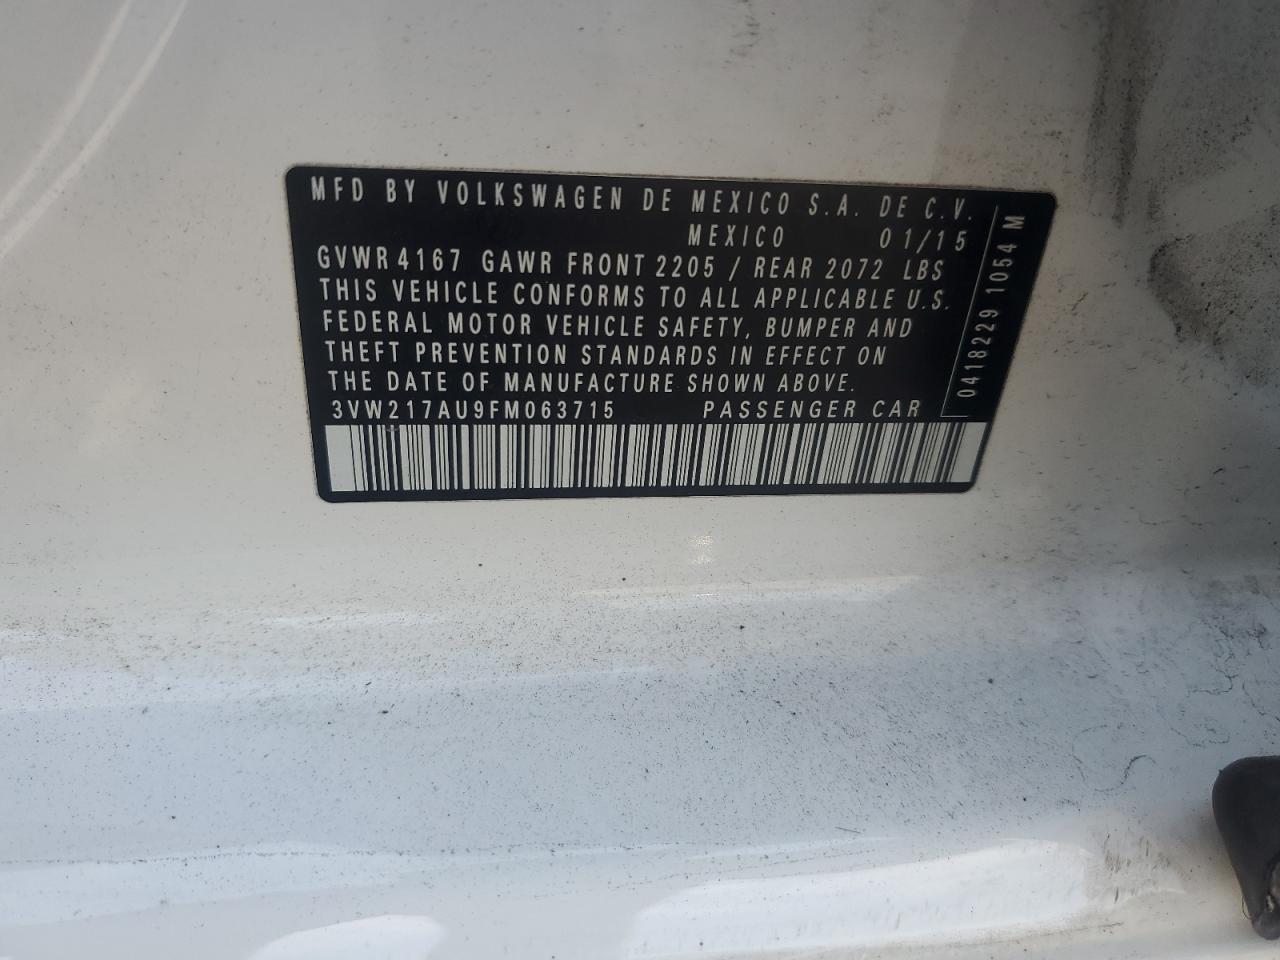 MFD BY VOLKSWAGEN DE MEXICO S.A. DE C.V.
MEXICO 01/15
GVWR 4167 GAWR FRONT 2205 / REAR 2072 LBS
THIS VEHICLE CONFORMS TO ALL APPLICABLE U.S.
FEDERAL MOTOR VEHICLE SAFETY, BUMPER AND
THEFT PREVENTION STANDARDS IN EFFECT ON
THE DATE OF MANUFACTURE SHOWN ABOVE.
3VW217AU9FM063715 PASSENGER CAR
0418229 1054 M